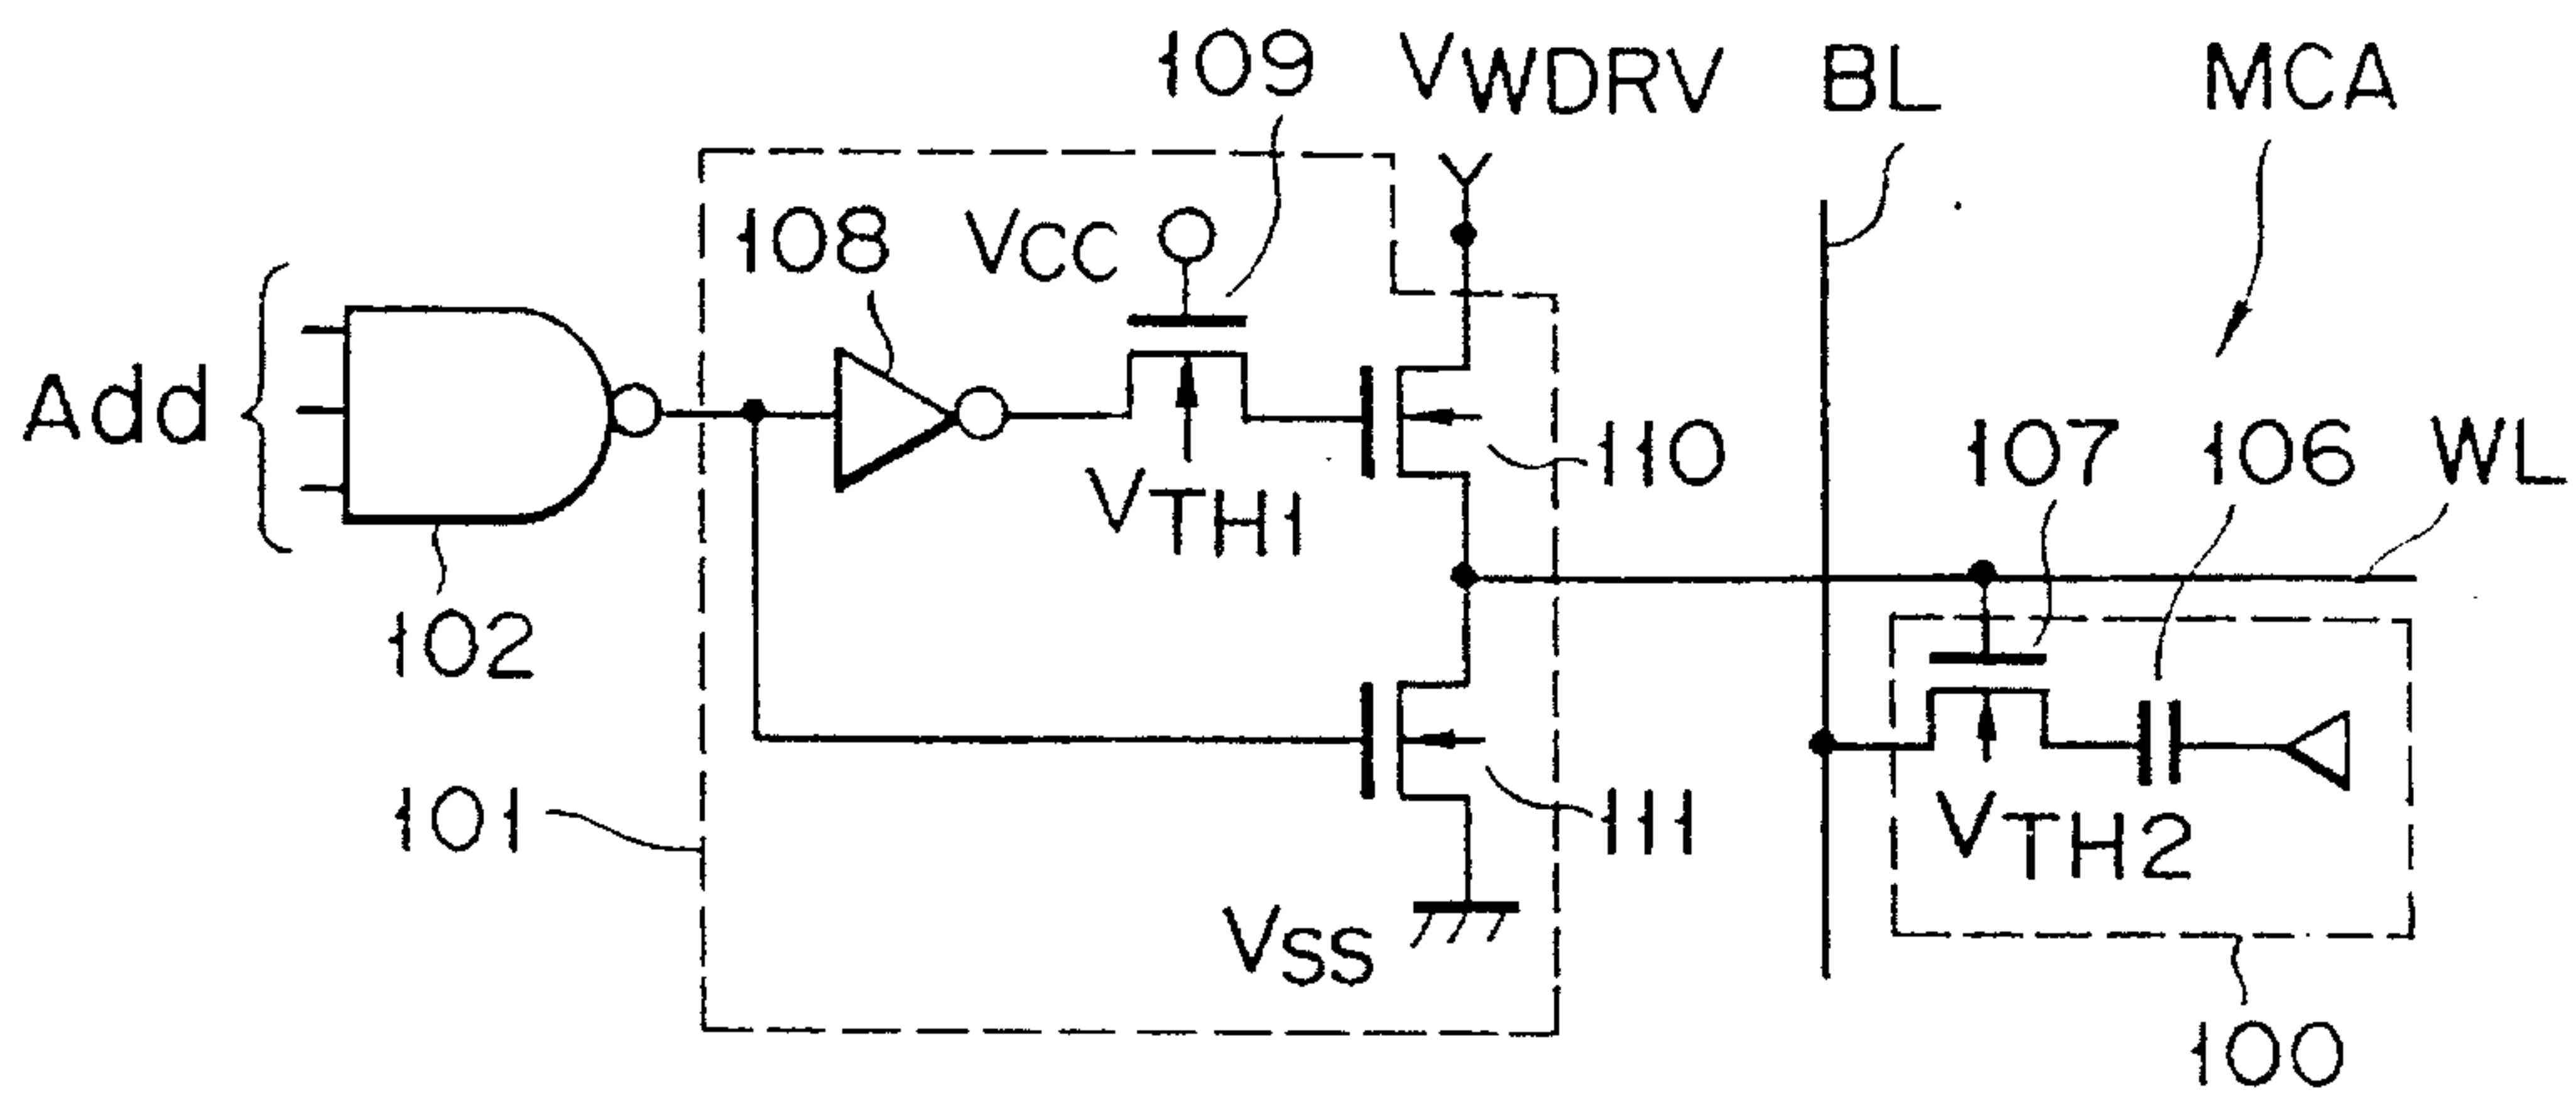 109
VWDRV
BL
MCA
108
VCC
Add
VTH1
110
107
106
WL
102
101
111
VTH2
VSS
100